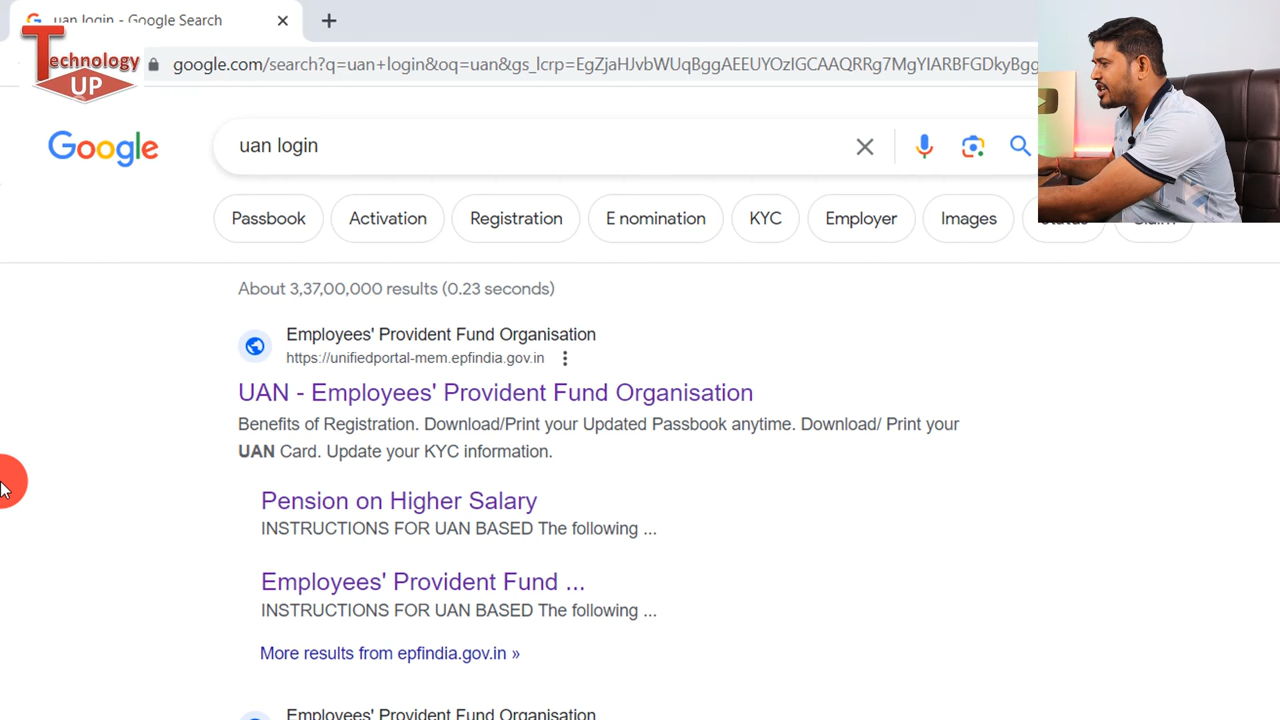 uan login - Google Search
Technology
UP
google.com/search?q=uan+login&oq=uan&gs_lcrp=EgZjaHJvbWUqBggAEEUYOzIGCAAQRRg7MgYIARBFGDkyBgg
Google
uan login
Passbook
Activation
Registration
E nomination
KYC
Employer
Images
Status
Claim
About 3,37,00,000 results (0.23 seconds)
Employees' Provident Fund Organisation
https://unifiedportal-mem.epfindia.gov.in
UAN - Employees' Provident Fund Organisation
Benefits of Registration. Download/Print your Updated Passbook anytime. Download/ Print your
UAN Card. Update your KYC information.
Pension on Higher Salary
INSTRUCTIONS FOR UAN BASED The following ...
Employees' Provident Fund ...
INSTRUCTIONS FOR UAN BASED The following ...
More results from epfindia.gov.in »
Employees' Provident Fund Organisation